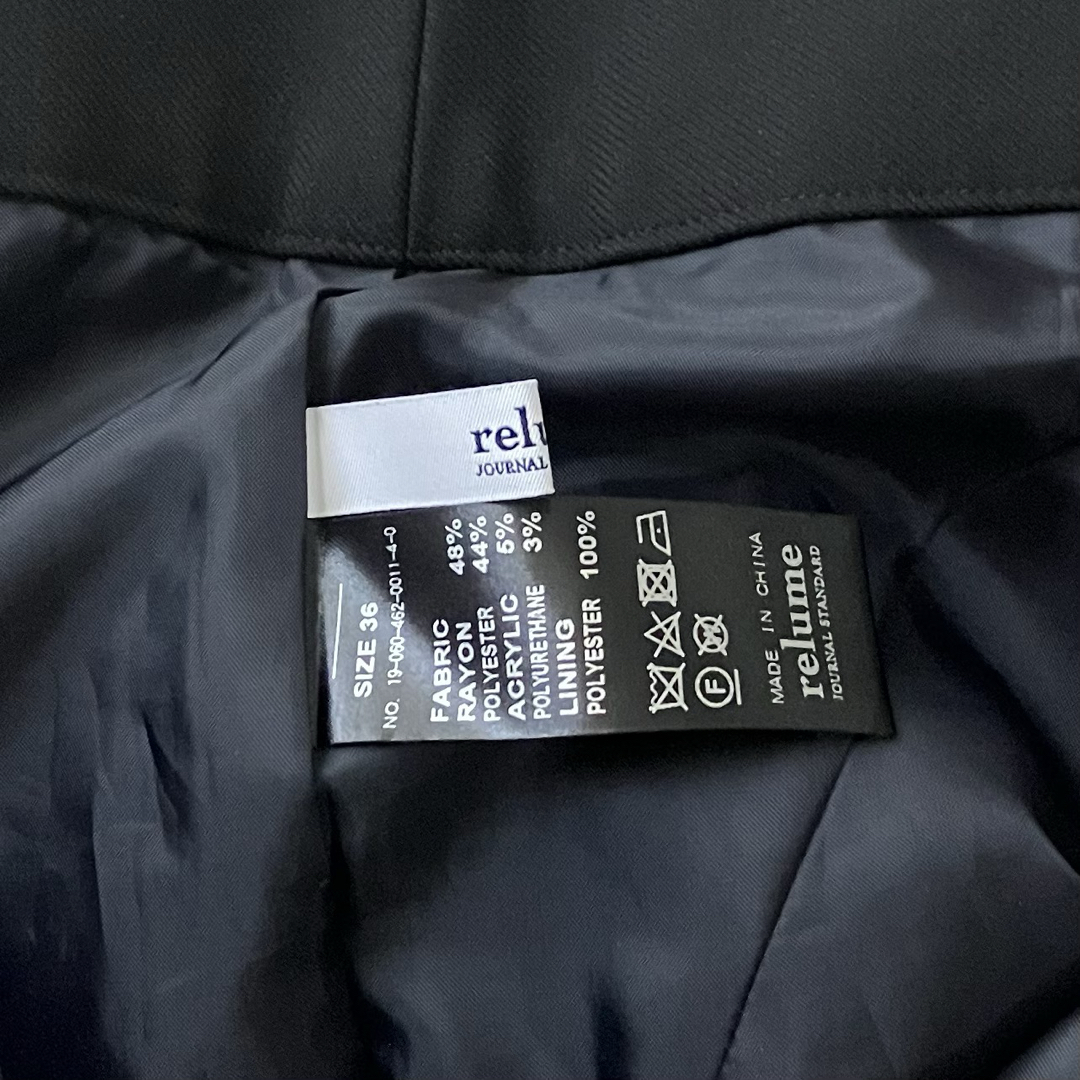 relu
JOURNAL
SIZE 36
NO. 19-060-462-0011-4-0
FABRIC
RAYON 48%
POLYESTER 44%
ACRYLIC 5%
POLYURETHANE 3%
LINING
POLYESTER 100%
F
W
MADE IN CHINA
relume
JOURNAL STANDARD